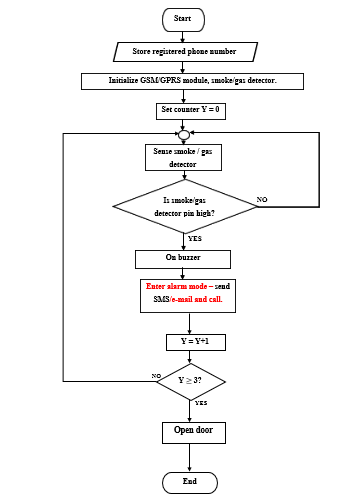 Start
Store registered phone number
Initialize GSM/GPRS module, smoke/gas detector.
Set counter Y = 0
Sense smoke / gas
detector
Is smoke/gas
detector pin high?
NO
YES
On buzzer
Enter alarm mode – send
SMS/e-mail and call.
Y = Y+1
Y ≥ 3?
NO
YES
Open door
End